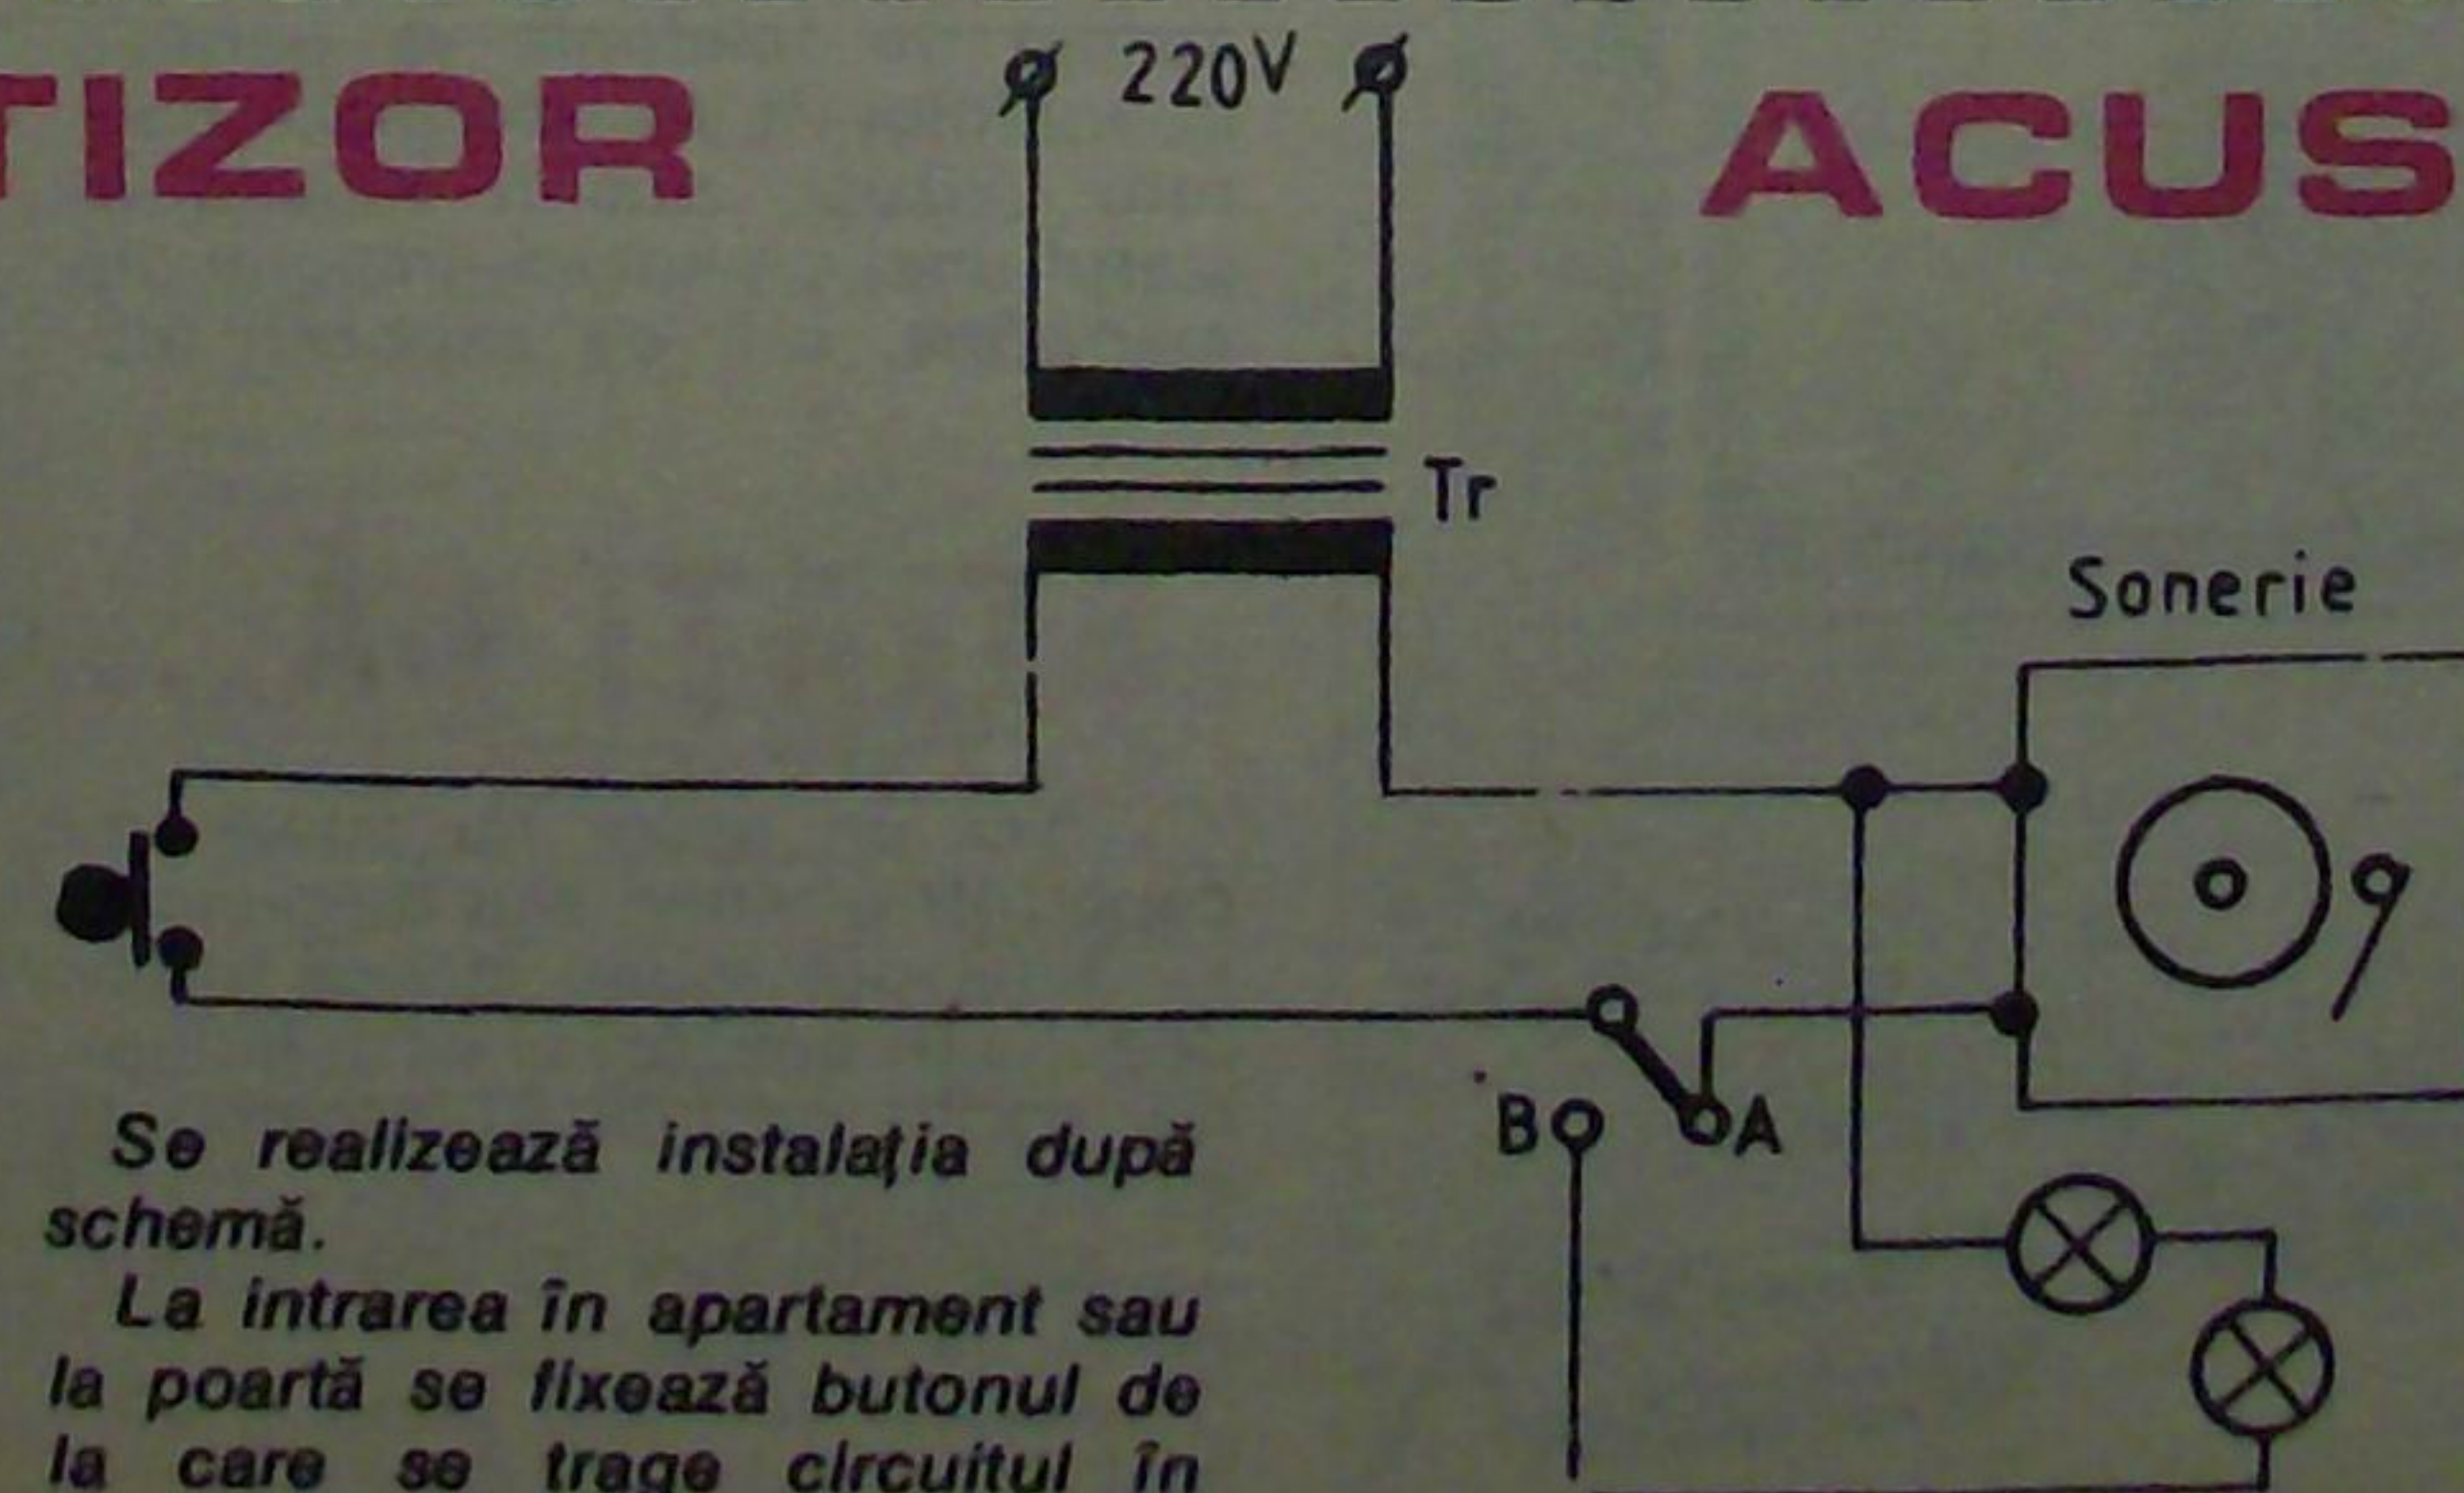 TIZOR
ACUS
220V
Tr
Sonerie
B
A
Se realizează instalația după
schemă.
La intrarea în apartament sau
la poartă se fixează butonul de
la care se trage circuitul în